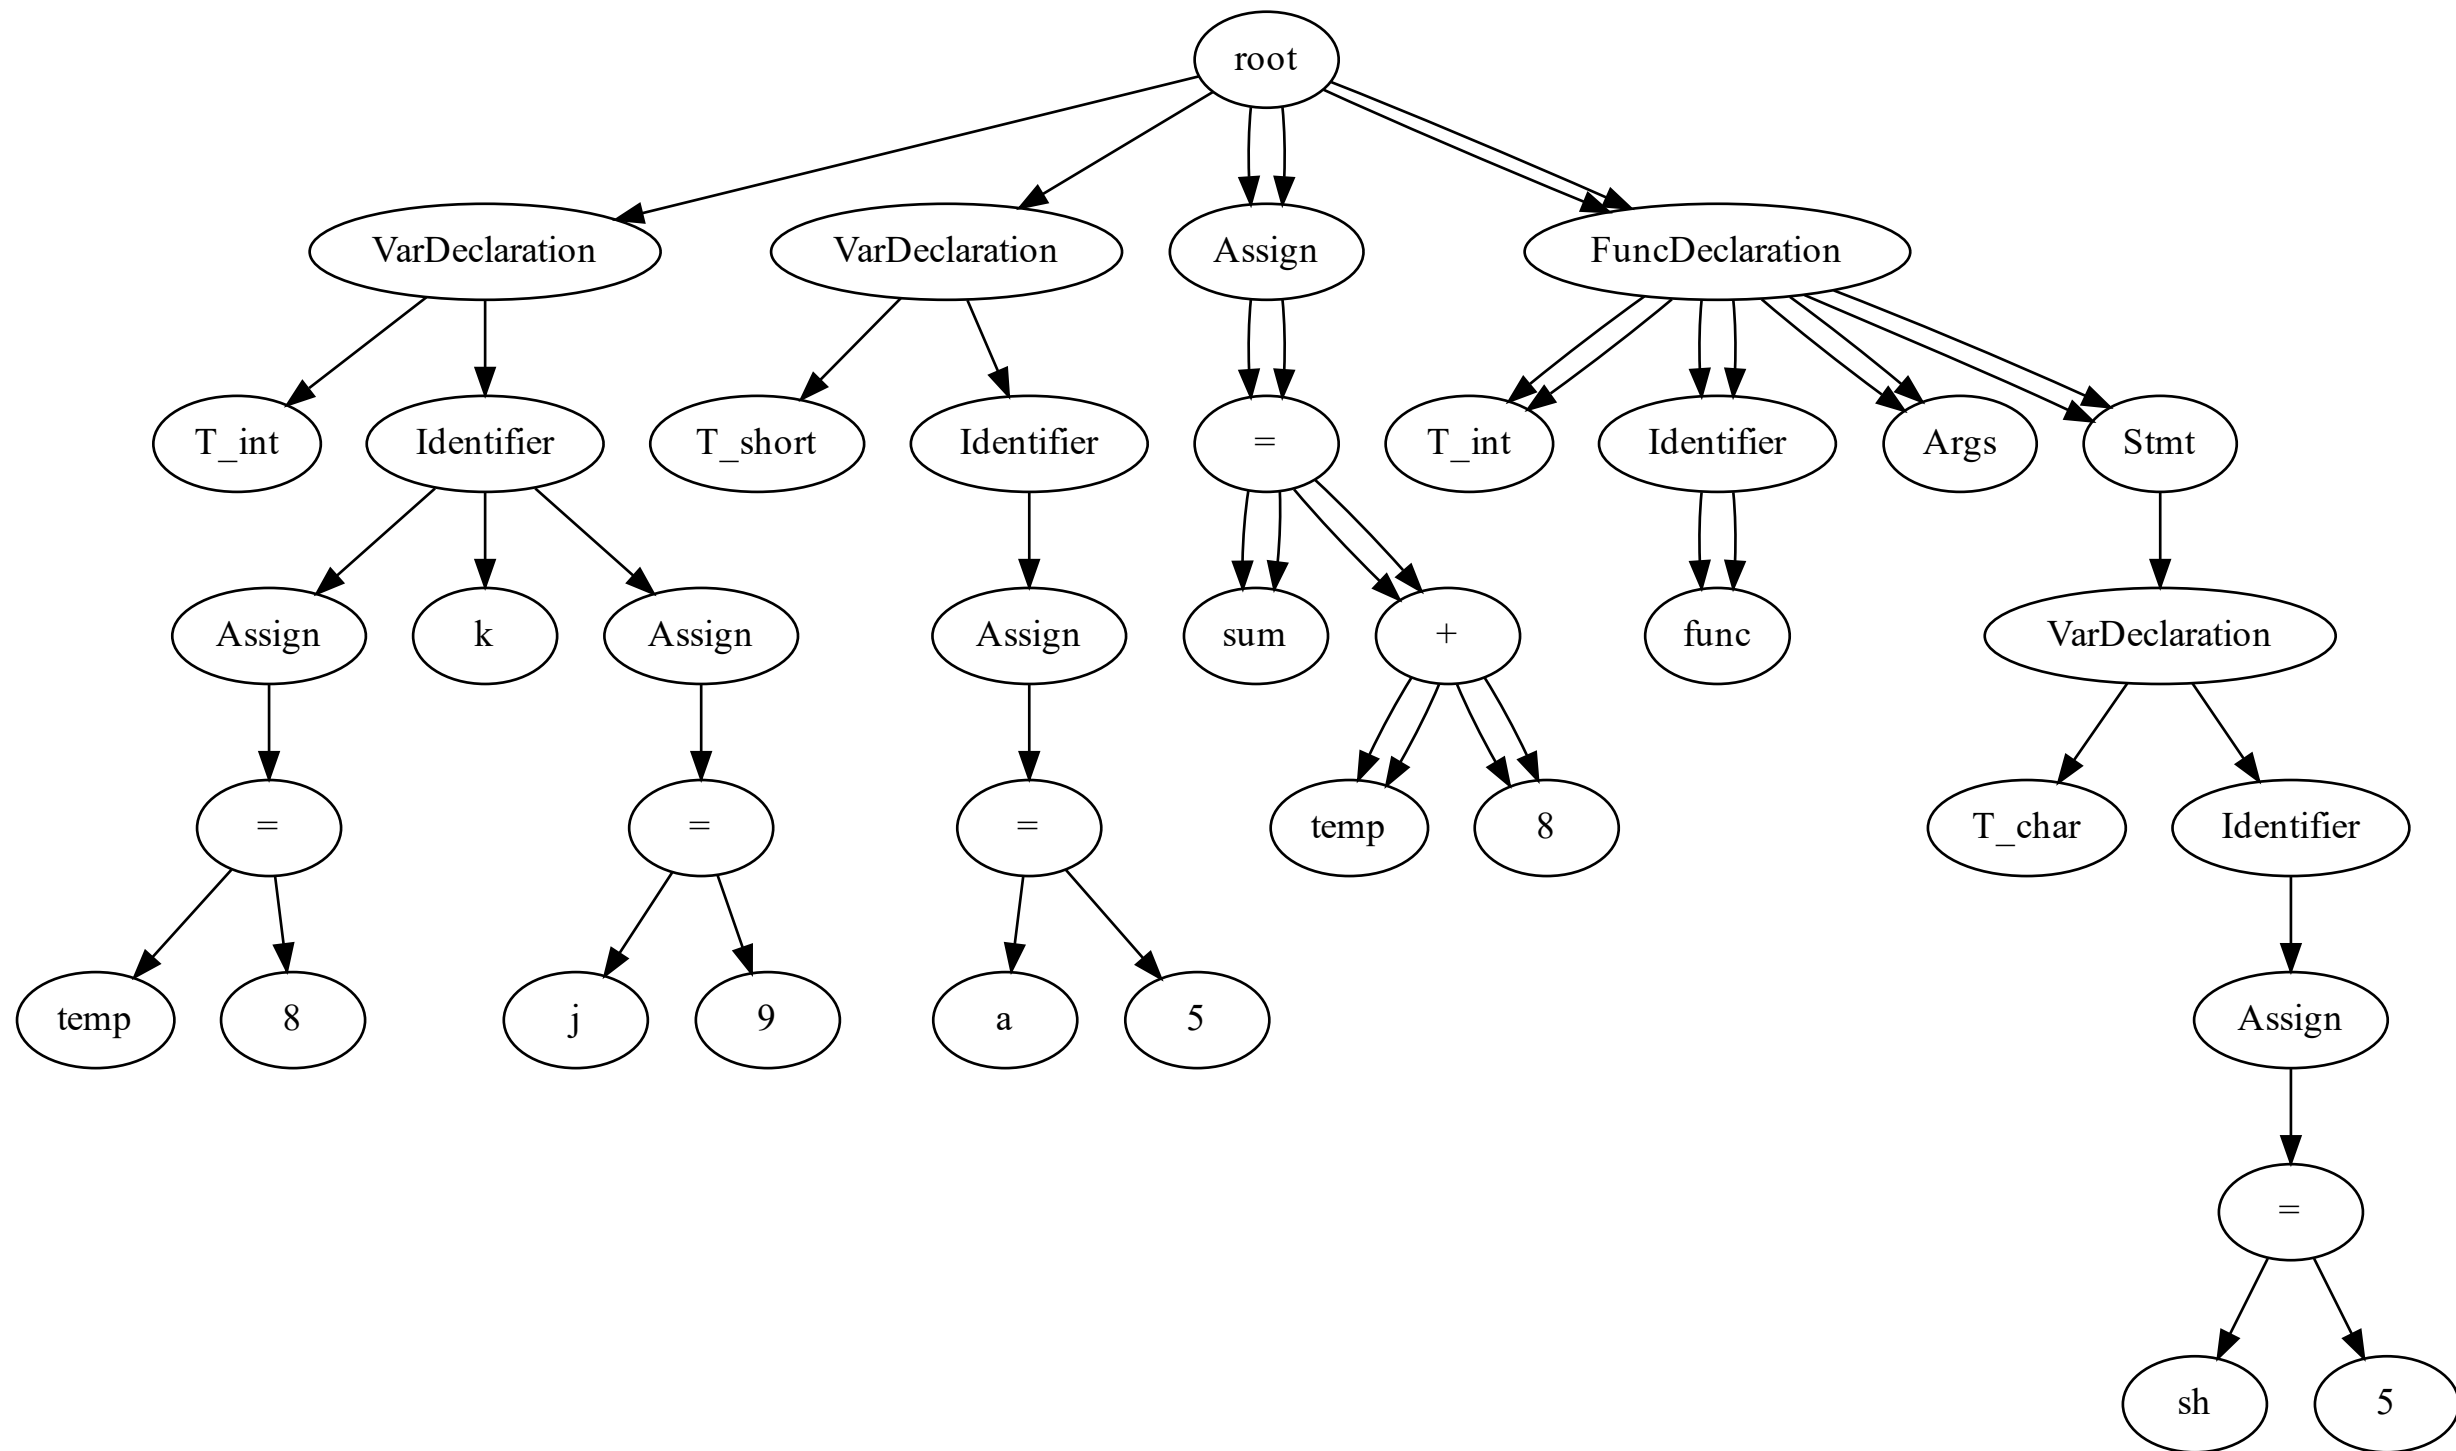 root
VarDeclaration
VarDeclaration
Assign
FuncDeclaration
T_int
Identifier
T_short
Identifier
=
T_int
Identifier
Args
Stmt
Assign
k
Assign
Assign
sum
+
func
VarDeclaration
=
=
=
temp
8
T_char
Identifier
temp
8
j
9
a
5
Assign
=
sh
5